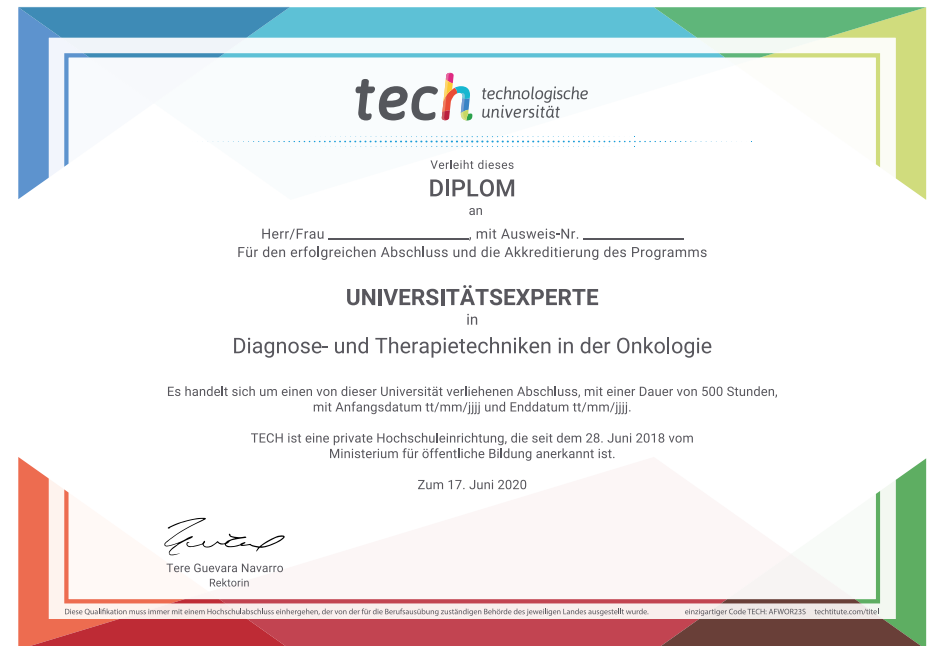 tech technologische
universität
Verleiht dieses
DIPLOM
an
Herr/Frau ____________________, mit Ausweis-Nr. ______________
Für den erfolgreichen Abschluss und die Akkreditierung des Programms
UNIVERSITÄTSEXPERTE
in
Diagnose- und Therapietechniken in der Onkologie
Es handelt sich um einen von dieser Universität verliehenen Abschluss, mit einer Dauer von 500 Stunden,
mit Anfangsdatum tt/mm/jjjj und Enddatum tt/mm/jjjj.
TECH ist eine private Hochschuleinrichtung, die seit dem 28. Juni 2018 vom
Ministerium für öffentliche Bildung anerkannt ist.
Zum 17. Juni 2020
Tere Guevara Navarro
Rektorin
Diese Qualifikation muss immer mit einem Hochschulabschluss einhergehen, der von der für die Berufsausübung zuständigen Behörde des jeweiligen Landes ausgestellt wurde. einzigartiger Code TECH: AFWOR23S techtitute.com/titel